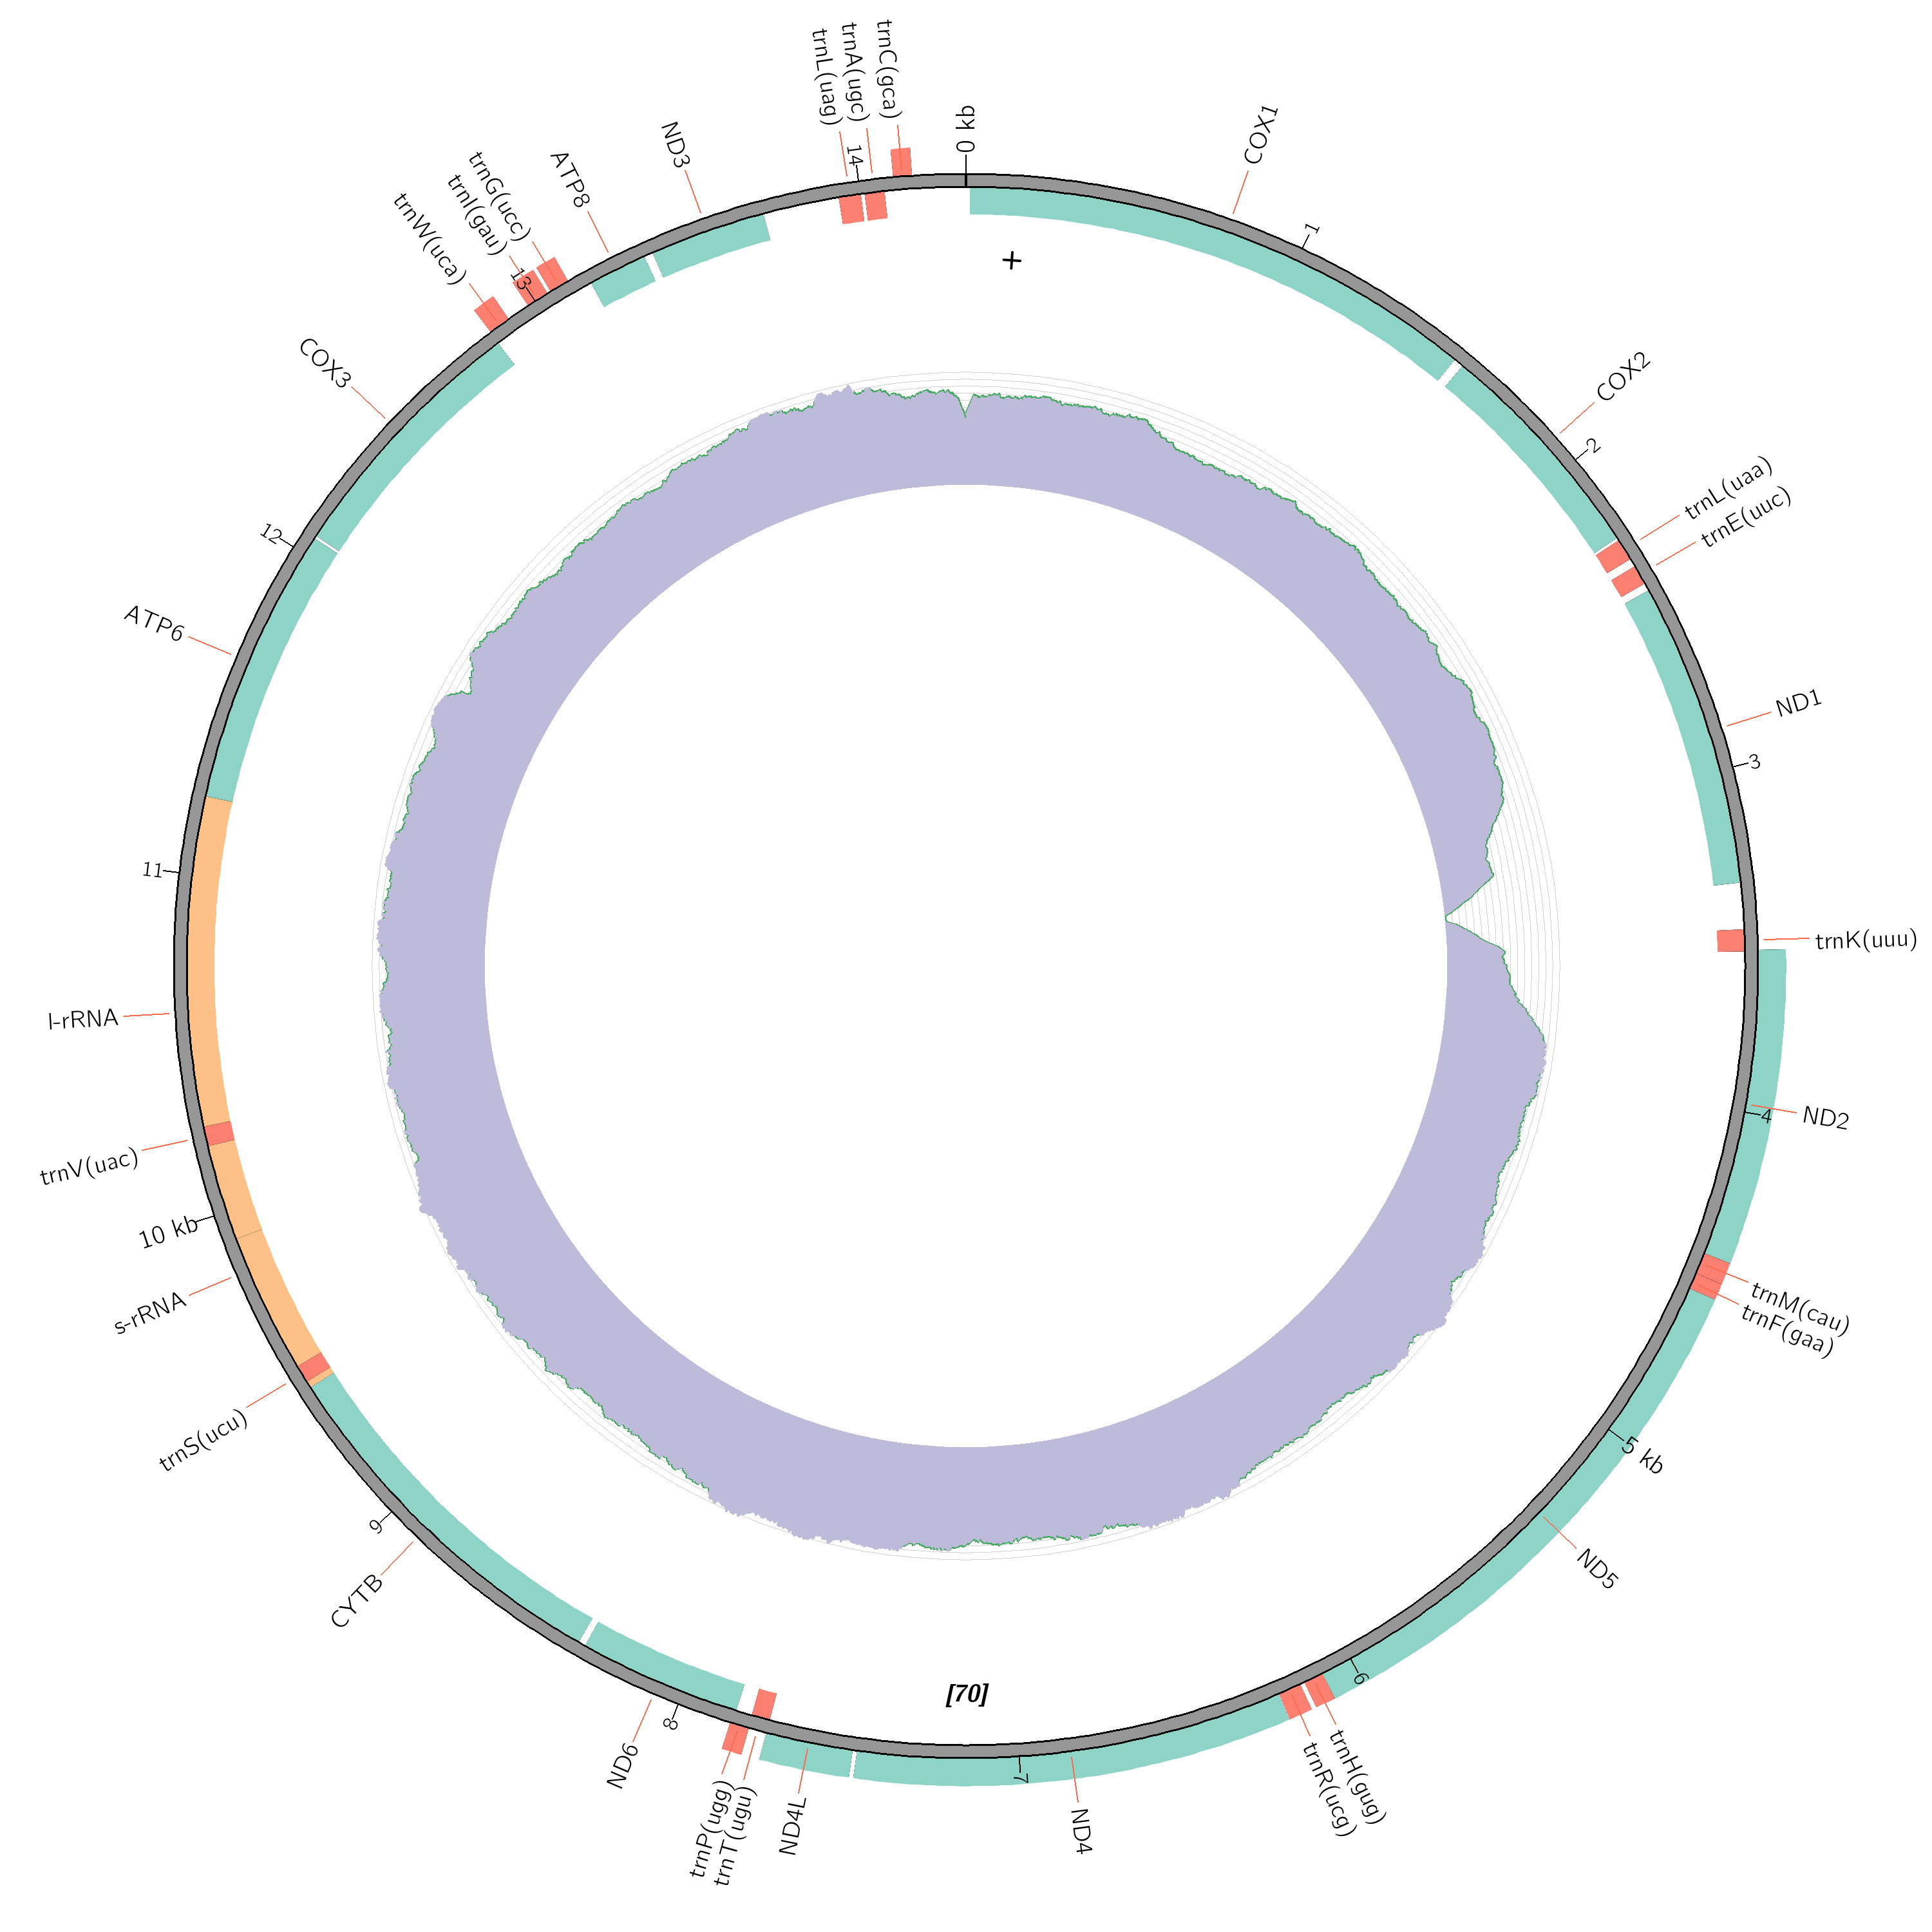 0 kb
COX1
1
COX2
2
trnL(uaa)
trnE(uuc)
ND1
3
trnK(uuu)
ND2
4
trnM(cau)
trnF(gaa)
5 kb
ND5
6
trnH(gug)
trnR(ucg)
ND4
7
ND4L
trnT(ugu)
trnP(ugg)
8
ND6
CYTB
9
trnS(ucu)
s-rRNA
10 kb
trnV(uac)
l-rRNA
11
ATP6
12
COX3
trnW(uca)
13
trnI(gau)
trnG(ucc)
ATP8
ND3
14
trnL(uag)
trnA(ugc)
trnC(gca)
+
[70]